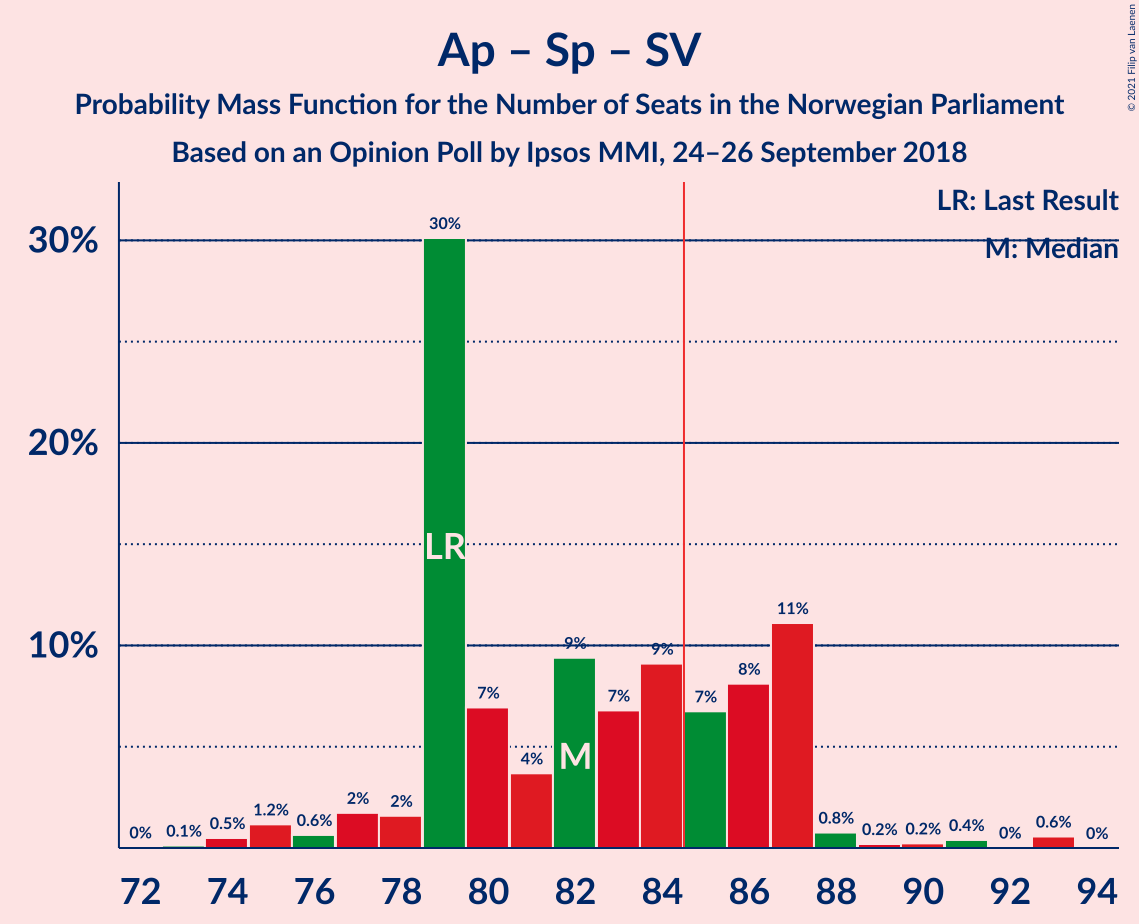 Ap – Sp – SV
Probability Mass Function for the Number of Seats in the Norwegian Parliament
Based on an Opinion Poll by Ipsos MMI, 24–26 September 2018
© 2021 Filip van Laenen
LR: Last Result
M: Median
30%
20%
10%
0%
0.1%
0.5%
1.2%
0.6%
2%
2%
30%
7%
4%
9%
7%
9%
7%
8%
11%
0.8%
0.2%
0.2%
0.4%
0%
0.6%
0%
LR
M
72 74 76 78 80 82 84 86 88 90 92 94